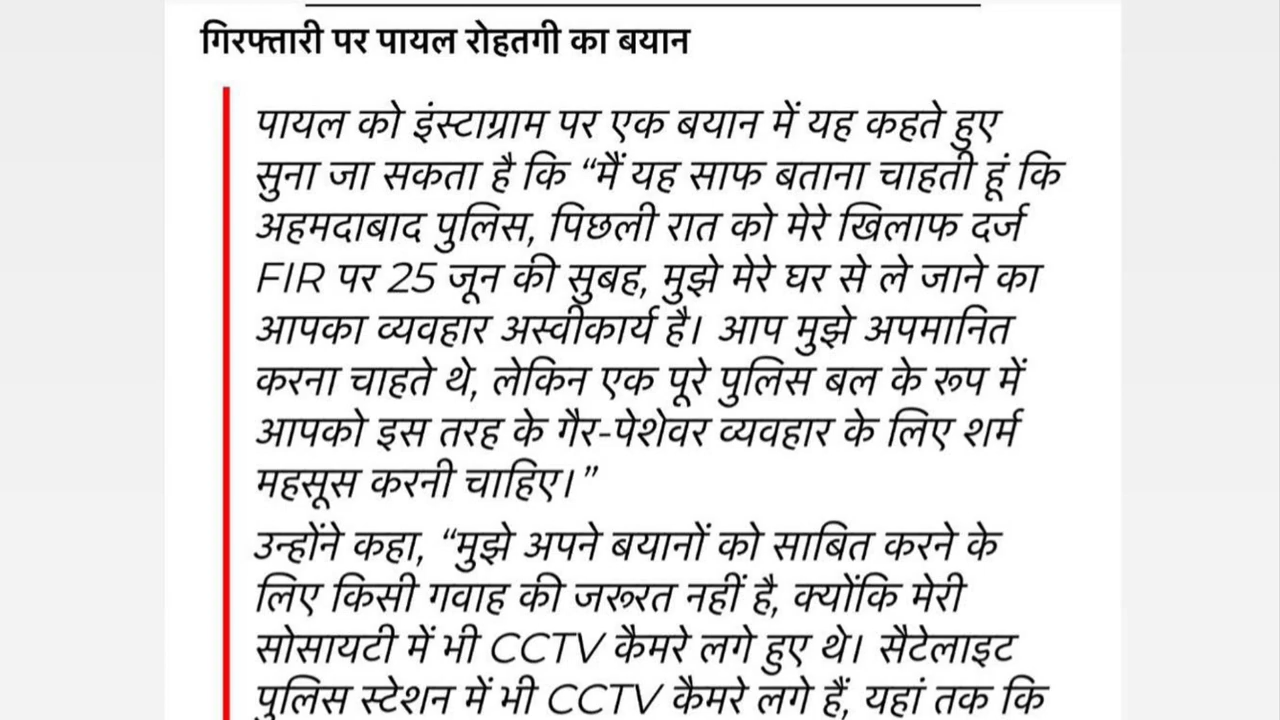 गिरफ्तारी पर पायल रोहतगी का बयान
पायल को इंस्टाग्राम पर एक बयान में यह कहते हुए
सुना जा सकता है कि “मैं यह साफ बताना चाहती हूं कि
अहमदाबाद पुलिस, पिछली रात को मेरे खिलाफ दर्ज
FIR पर 25 जून की सुबह, मुझे मेरे घर से ले जाने का
आपका व्यवहार अस्वीकार्य है। आप मुझे अपमानित
करना चाहते थे, लेकिन एक पूरे पुलिस बल के रूप में
आपको इस तरह के गैर-पेशेवर व्यवहार के लिए शर्म
महसूस करनी चाहिए।”
उन्होंने कहा, “मुझे अपने बयानों को साबित करने के
लिए किसी गवाह की जरूरत नहीं है, क्योंकि मेरी
सोसायटी में भी CCTV कैमरे लगे हुए थे। सैटेलाइट
पुलिस स्टेशन में भी CCTV कैमरे लगे हैं, यहां तक कि